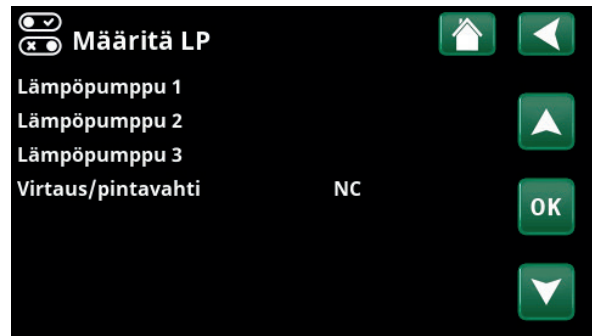 Määritä LP
Lämpöpumppu 1
Lämpöpumppu 2
Lämpöpumppu 3
Virtaus/pintavahti NC
OK